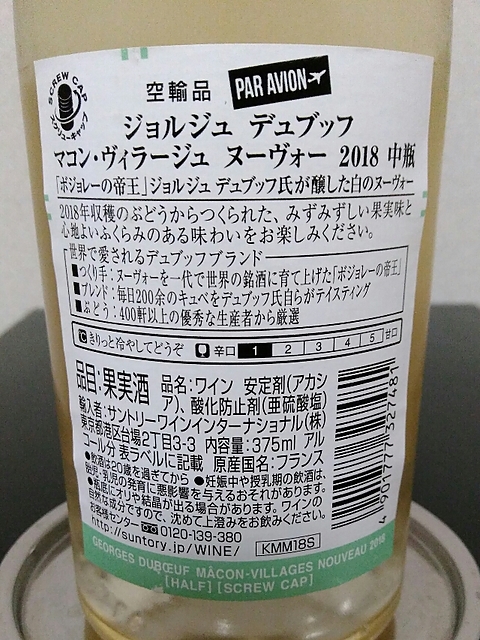 SCREW CAP
スクリューキャップ
空輸品 PAR AVION
ジョルジュ デュブッフ
マコン・ヴィラージュ ヌーヴォー 2018 中瓶
「ボジョレーの帝王」ジョルジュ デュブッフ氏が醸した白のヌーヴォー
2018年収穫のぶどうからつくられた、みずみずしい果実味と
心地よいふくらみのある味わいをお楽しみください。
世界で愛されるデュブッフブランド
■つくり手:ヌーヴォーを一代で世界の銘酒に育て上げた「ボジョレーの帝王」
■ブレンド:毎日200余のキュベをデュブッフ氏自らがテイスティング
■ぶどう:400軒以上の優秀な生産者から厳選
きりっと冷やしてどうぞ 辛口 1 2 3 4 5 甘口
品目:果実酒 品名:ワイン 安定剤(アカシ
ア)、酸化防止剤(亜硫酸塩)
輸入者:サントリーワインインターナショナル(株)
東京都港区台場2丁目3-3 内容量:375ml アル
コール分 表ラベルに記載 原産国名:フランス
●飲酒は20歳を過ぎてから ●妊娠中や授乳期の飲酒は、
胎児・乳児の発育に悪影響を与えるおそれがあります。
●瓶底にオリや結晶が出る場合があります。ワインの
自然な成分ですので、沈めて上澄みをお飲みください。
お客様センター 0120-139-380
http://suntory.jp/WINE/ KMM18S
4 901777 327481
GEORGES DUBŒUF MÂCON-VILLAGES NOUVEAU 2018
[HALF] [SCREW CAP]